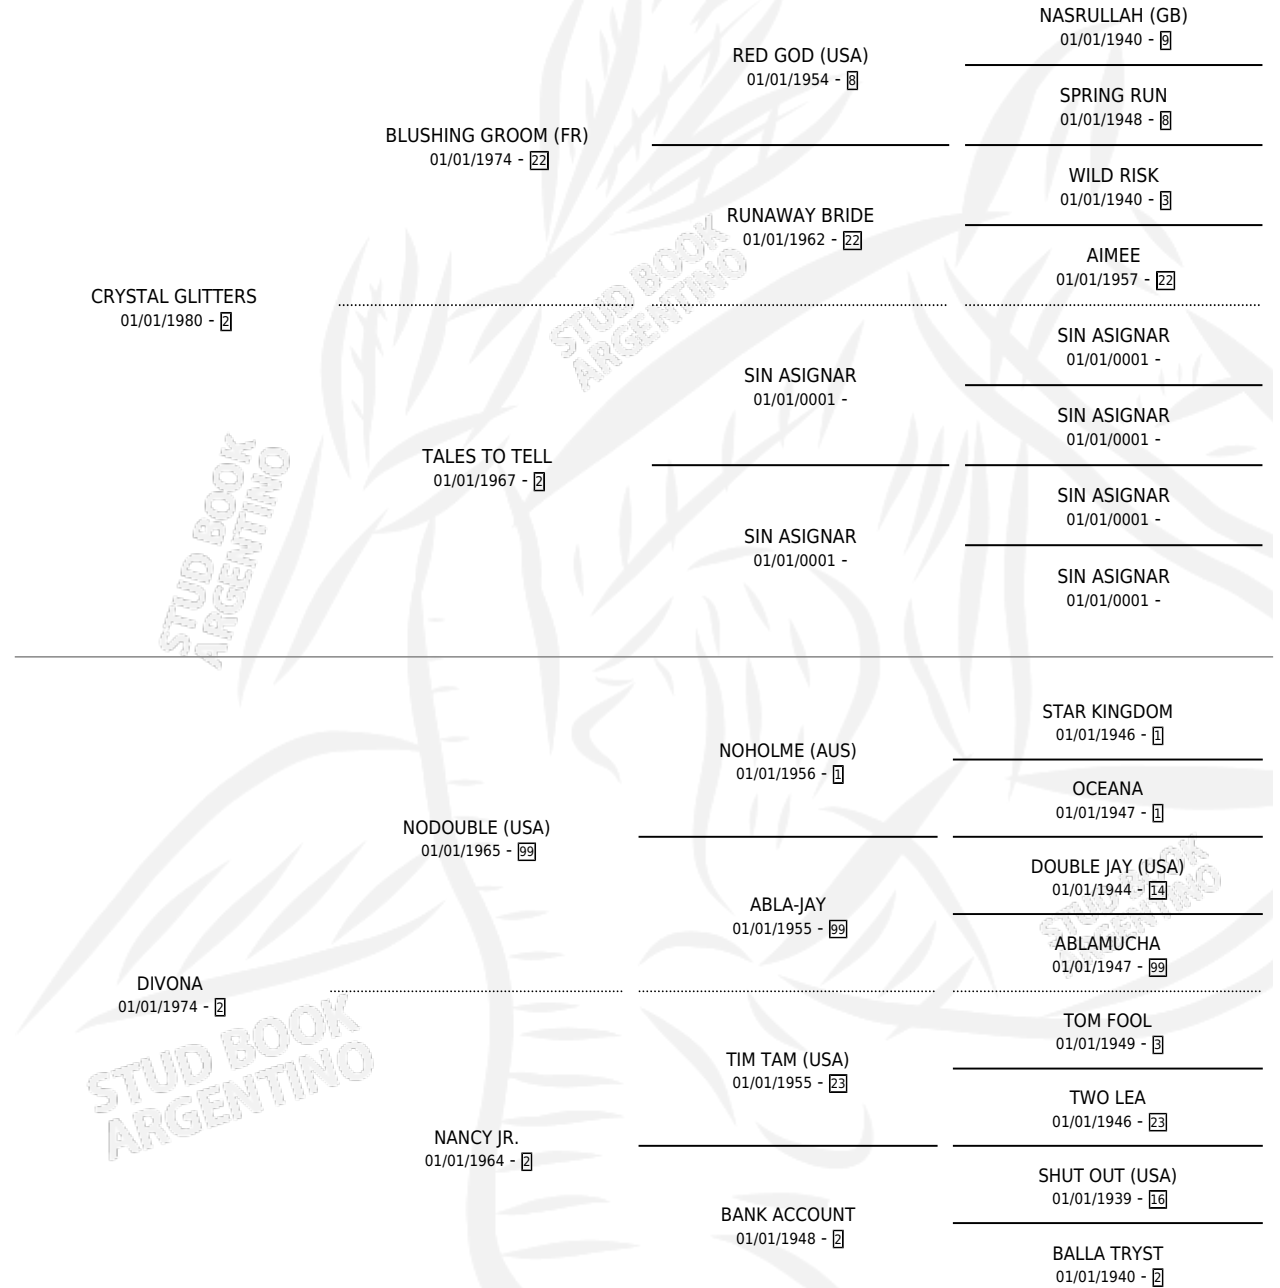 NASRULLAH (GB)
01/01/1940 - 9
RED GOD (USA)
01/01/1954 - 8
SPRING RUN
01/01/1948 - 8
BLUSHING GROOM (FR)
01/01/1974 - 22
WILD RISK
01/01/1940 - 3
RUNAWAY BRIDE
01/01/1962 - 22
AIMEE
01/01/1957 - 22
CRYSTAL GLITTERS
01/01/1980 - 2
SIN ASIGNAR
01/01/0001 -
SIN ASIGNAR
01/01/0001 -
SIN ASIGNAR
01/01/0001 -
TALES TO TELL
01/01/1967 - 2
SIN ASIGNAR
01/01/0001 -
SIN ASIGNAR
01/01/0001 -
SIN ASIGNAR
01/01/0001 -
STUD BOOK
ARGENTINO
STUD BOOK
ARGENTINO
STAR KINGDOM
01/01/1946 - 1
NOHOLME (AUS)
01/01/1956 - 1
OCEANA
01/01/1947 - 1
NODOUBLE (USA)
01/01/1965 - 99
DOUBLE JAY (USA)
01/01/1944 - 14
ABLA-JAY
01/01/1955 - 99
ABLAMUCHA
01/01/1947 - 99
DIVONA
01/01/1974 - 2
TOM FOOL
01/01/1949 - 3
TIM TAM (USA)
01/01/1955 - 23
TWO LEA
01/01/1946 - 23
NANCY JR.
01/01/1964 - 2
SHUT OUT (USA)
01/01/1939 - 16
BANK ACCOUNT
01/01/1948 - 2
BALLA TRYST
01/01/1940 - 2
STUD BOOK
ARGENTINO
STUD BOOK
ARGENTINO